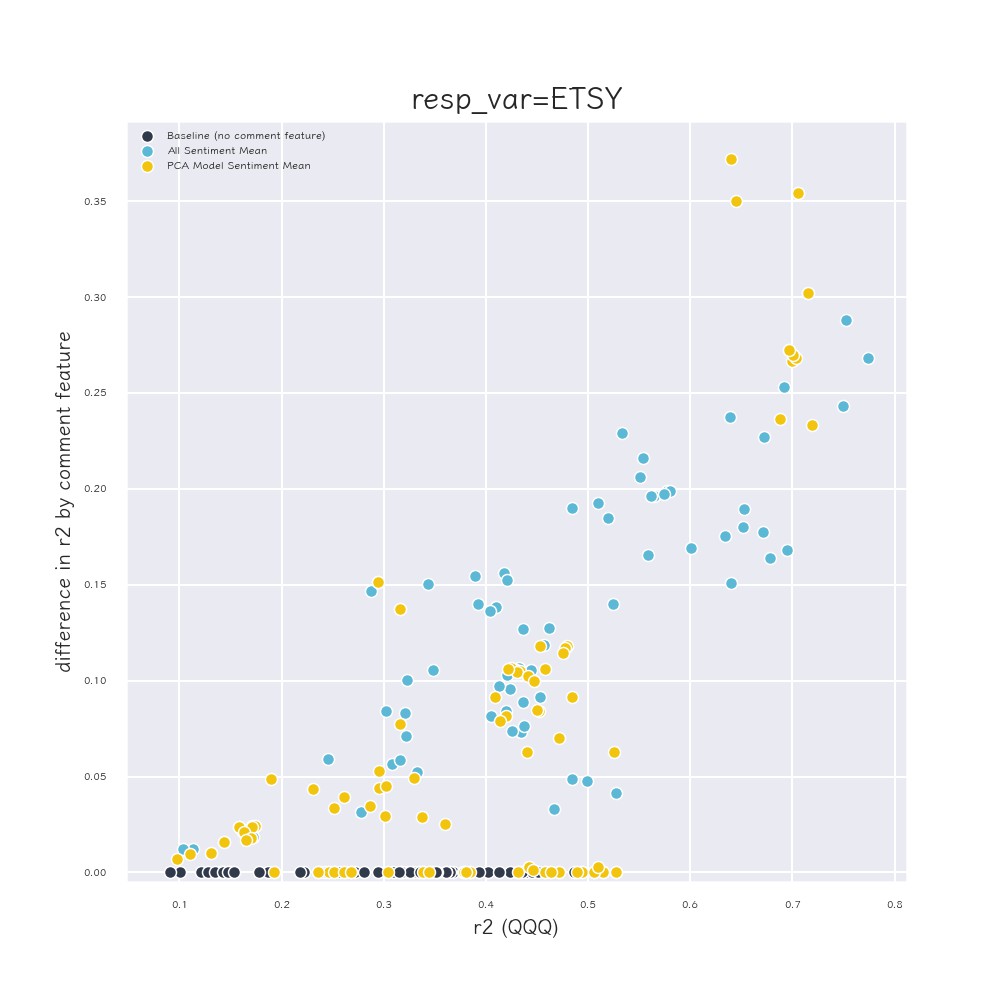 resp_var=ETSY
Baseline (no comment feature)
All Sentiment Mean
PCA Model Sentiment Mean
difference in r2 by comment feature
0.35
0.30
0.25
0.20
0.15
0.10
0.05
0.00
0.1 0.2 0.3 0.4 0.5 0.6 0.7 0.8
r2 (QQQ)